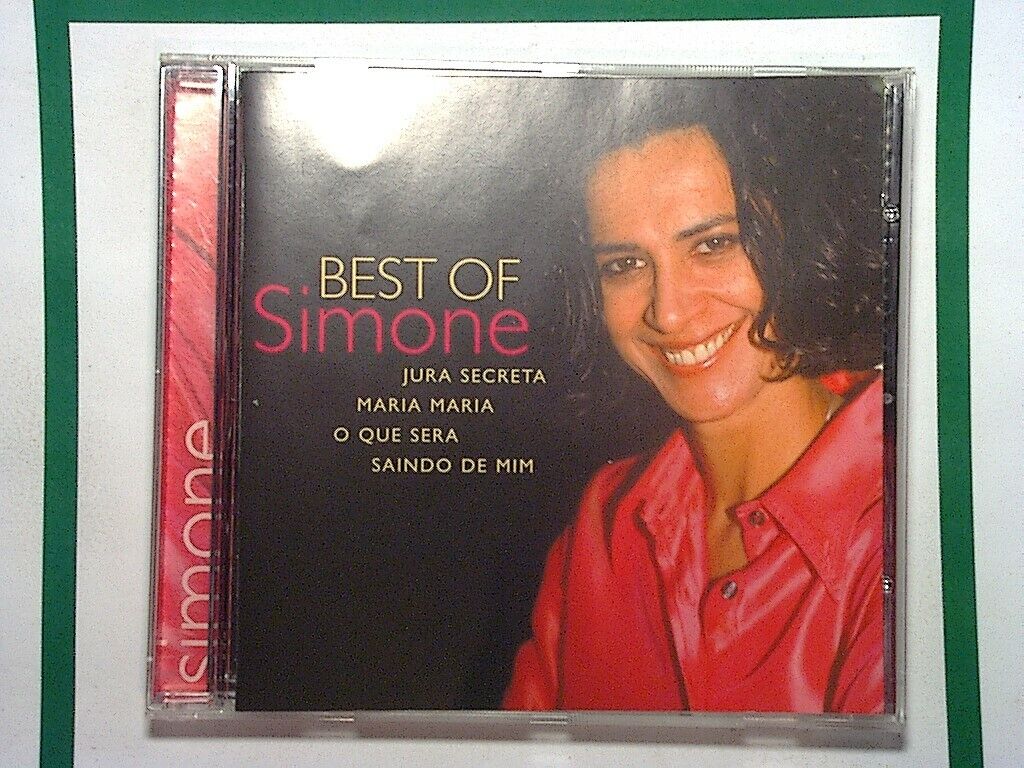 BEST OF
Simone
JURA SECRETA
MARIA MARIA
O QUE SERA
SAINDO DE MIM
simone